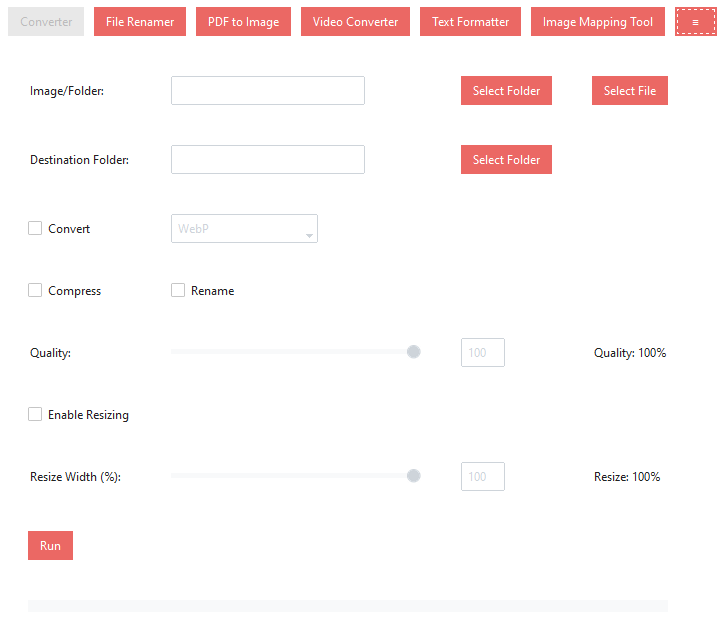 Converter File Renamer PDF to Image Video Converter Text Formatter Image Mapping Tool ≡
Image/Folder: Select Folder Select File
Destination Folder: Select Folder
Convert WebP
Compress Rename
Quality: 100 Quality: 100%
Enable Resizing
Resize Width (%): 100 Resize: 100%
Run